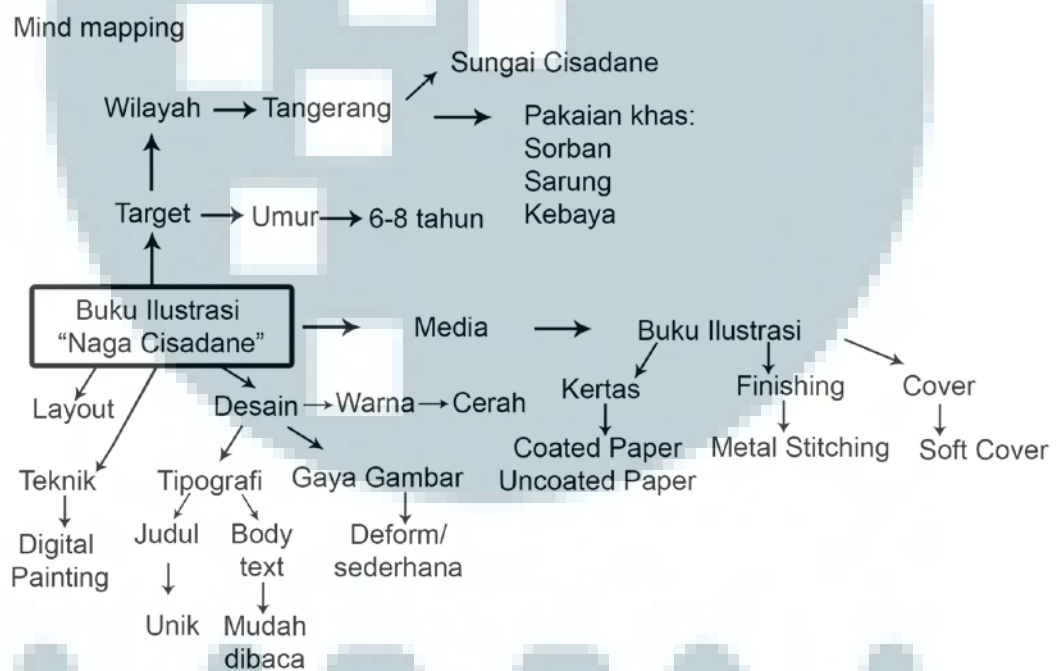 Mind mapping
Sungai Cisadane
Wilayah
Tangerang
Pakaian khas:
Sorban
Sarung
Kebaya
Target
Umur
6-8 tahun
Buku Ilustrasi
“Naga Cisadane”
Media
Buku Ilustrasi
Layout
Desain
Warna
Cerah
Kertas
Finishing
Cover
Coated Paper
Uncoated Paper
Metal Stitching
Soft Cover
Teknik
Tipografi
Gaya Gambar
Digital
Painting
Judul
Body
text
Deform/
sederhana
Unik
Mudah
dibaca